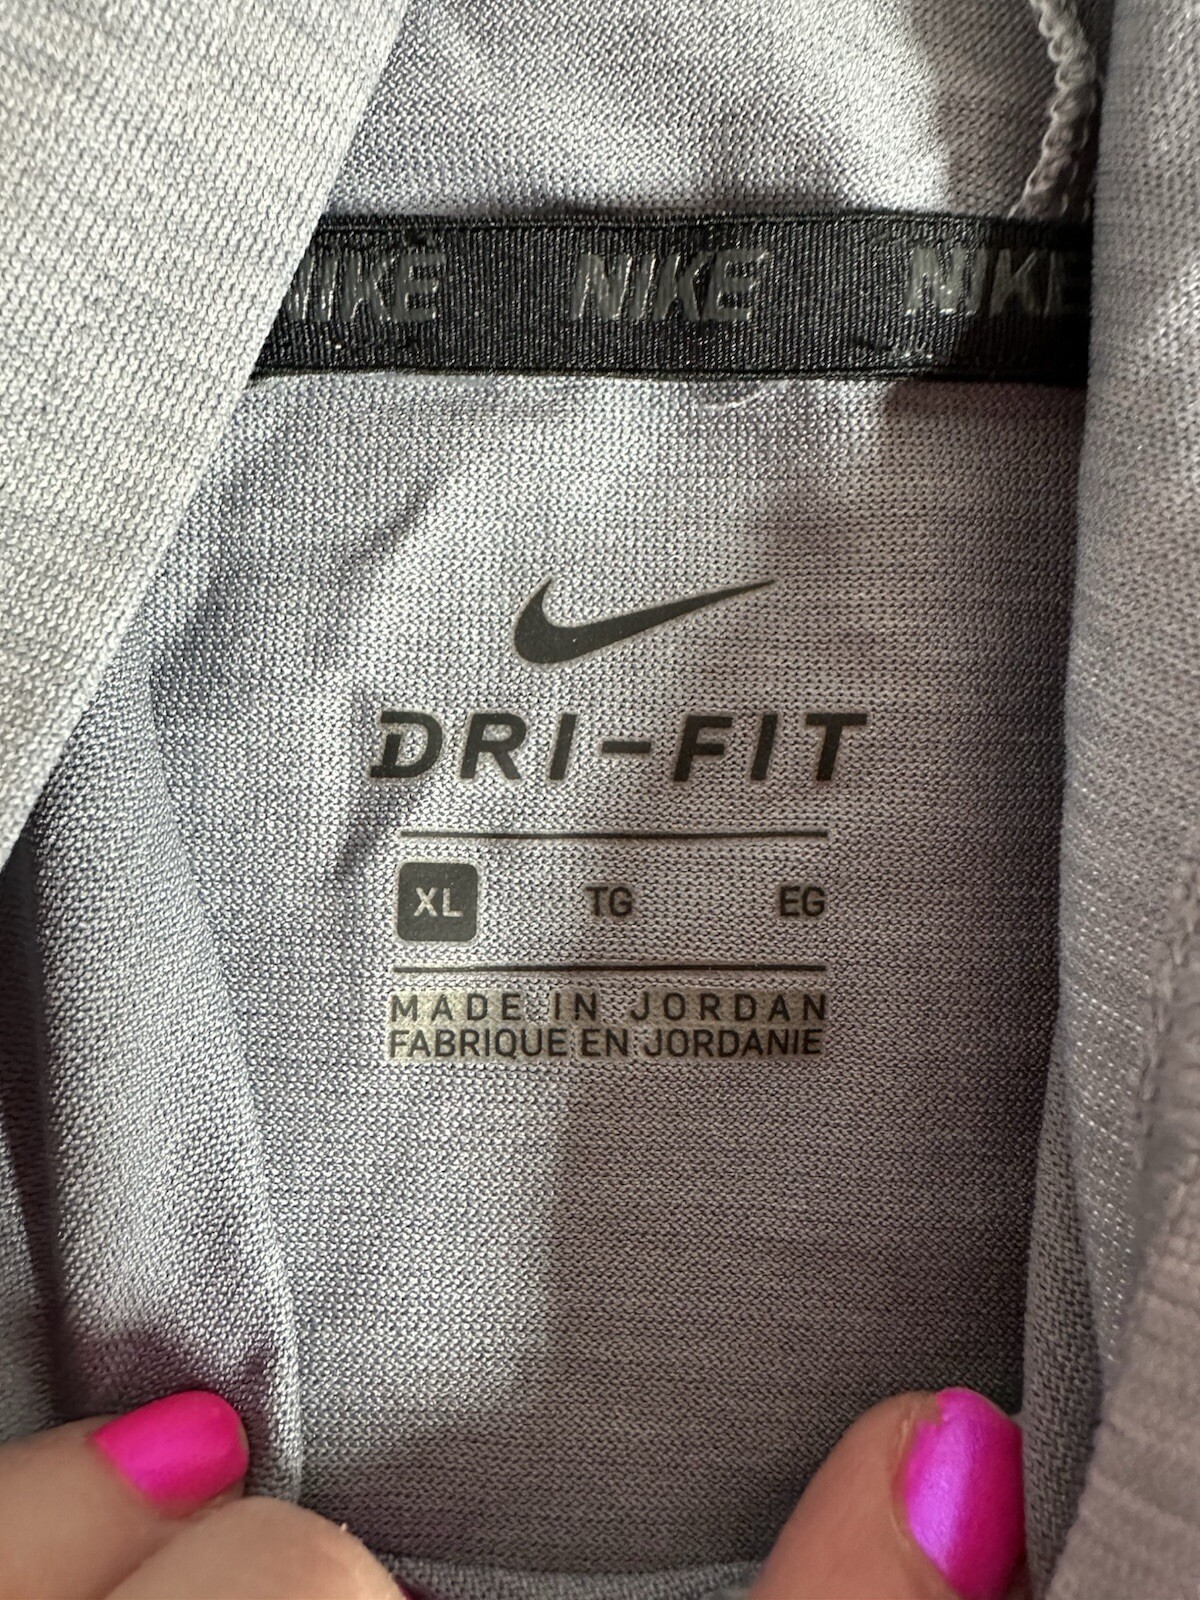 NIKE NIKE NIKE
DRI-FIT
XL TG EG
MADE IN JORDAN
FABRIQUE EN JORDANIE